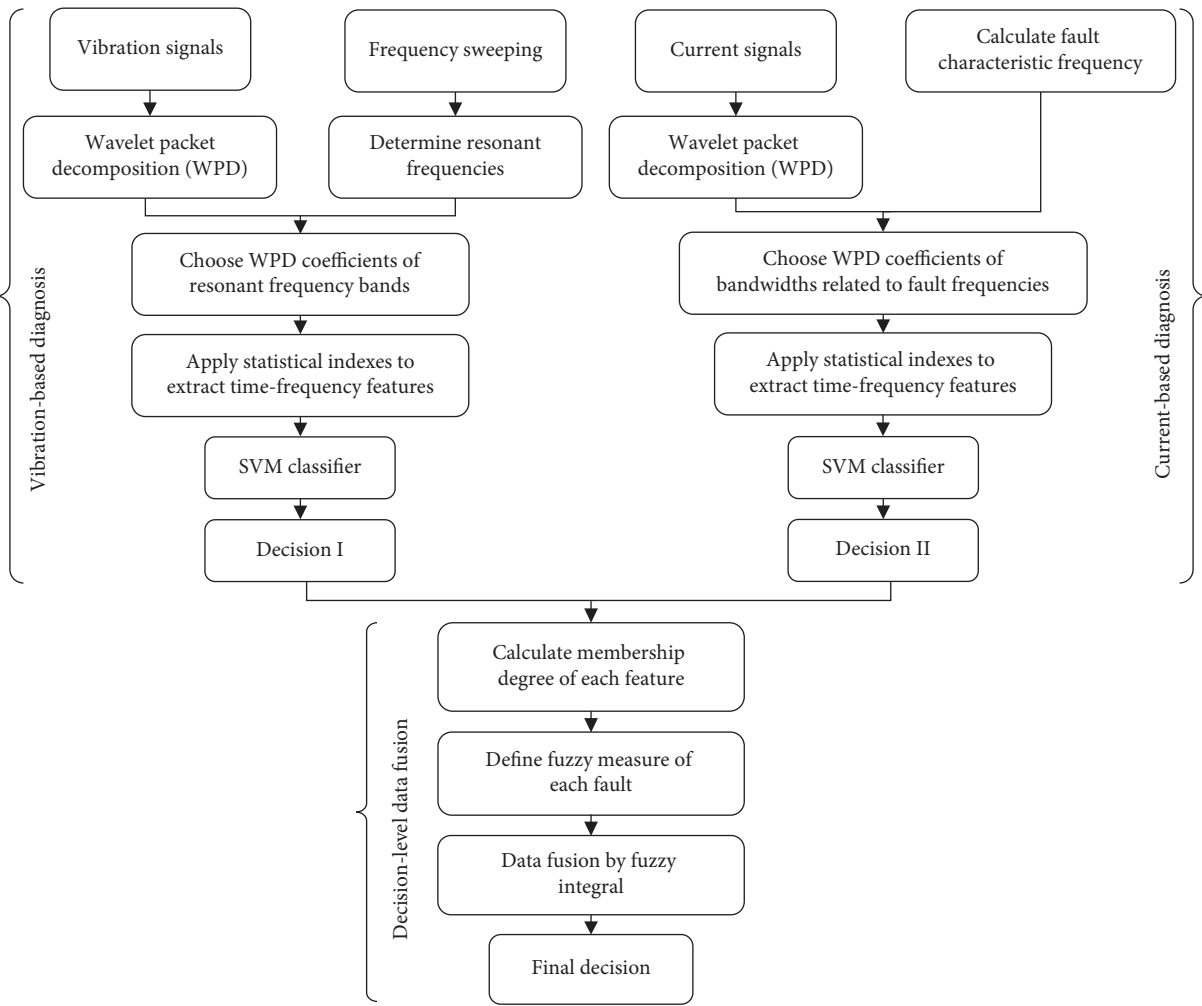 Vibration signals
Frequency sweeping
Current signals
Calculate fault
characteristic frequency
Wavelet packet
decomposition (WPD)
Determine resonant
frequencies
Wavelet packet
decomposition (WPD)
Choose WPD coefficients of
resonant frequency bands
Choose WPD coefficients of
bandwidths related to fault frequencies
Apply statistical indexes to
extract time-frequency features
Apply statistical indexes to
extract time-frequency features
SVM classifier
SVM classifier
Decision I
Decision II
Vibration-based diagnosis
Current-based diagnosis
Calculate membership
degree of each feature
Define fuzzy measure of
each fault
Data fusion by fuzzy
integral
Final decision
Decision-level data fusion